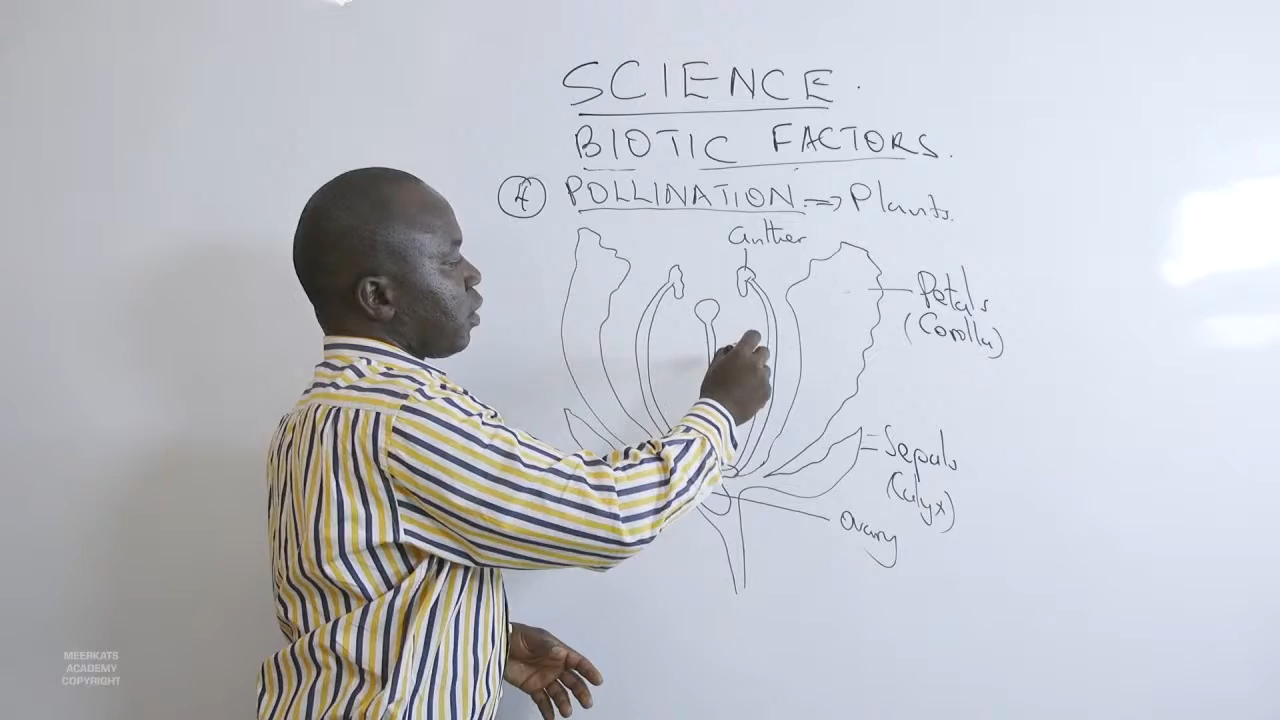 SCIENCE.
BIOTIC FACTORS.
4 POLLINATION. => Plants.
anther
Petals
(Corolla)
Sepals
(Calyx)
Ovary
MEERKATS
ACADEMY
COPYRIGHT